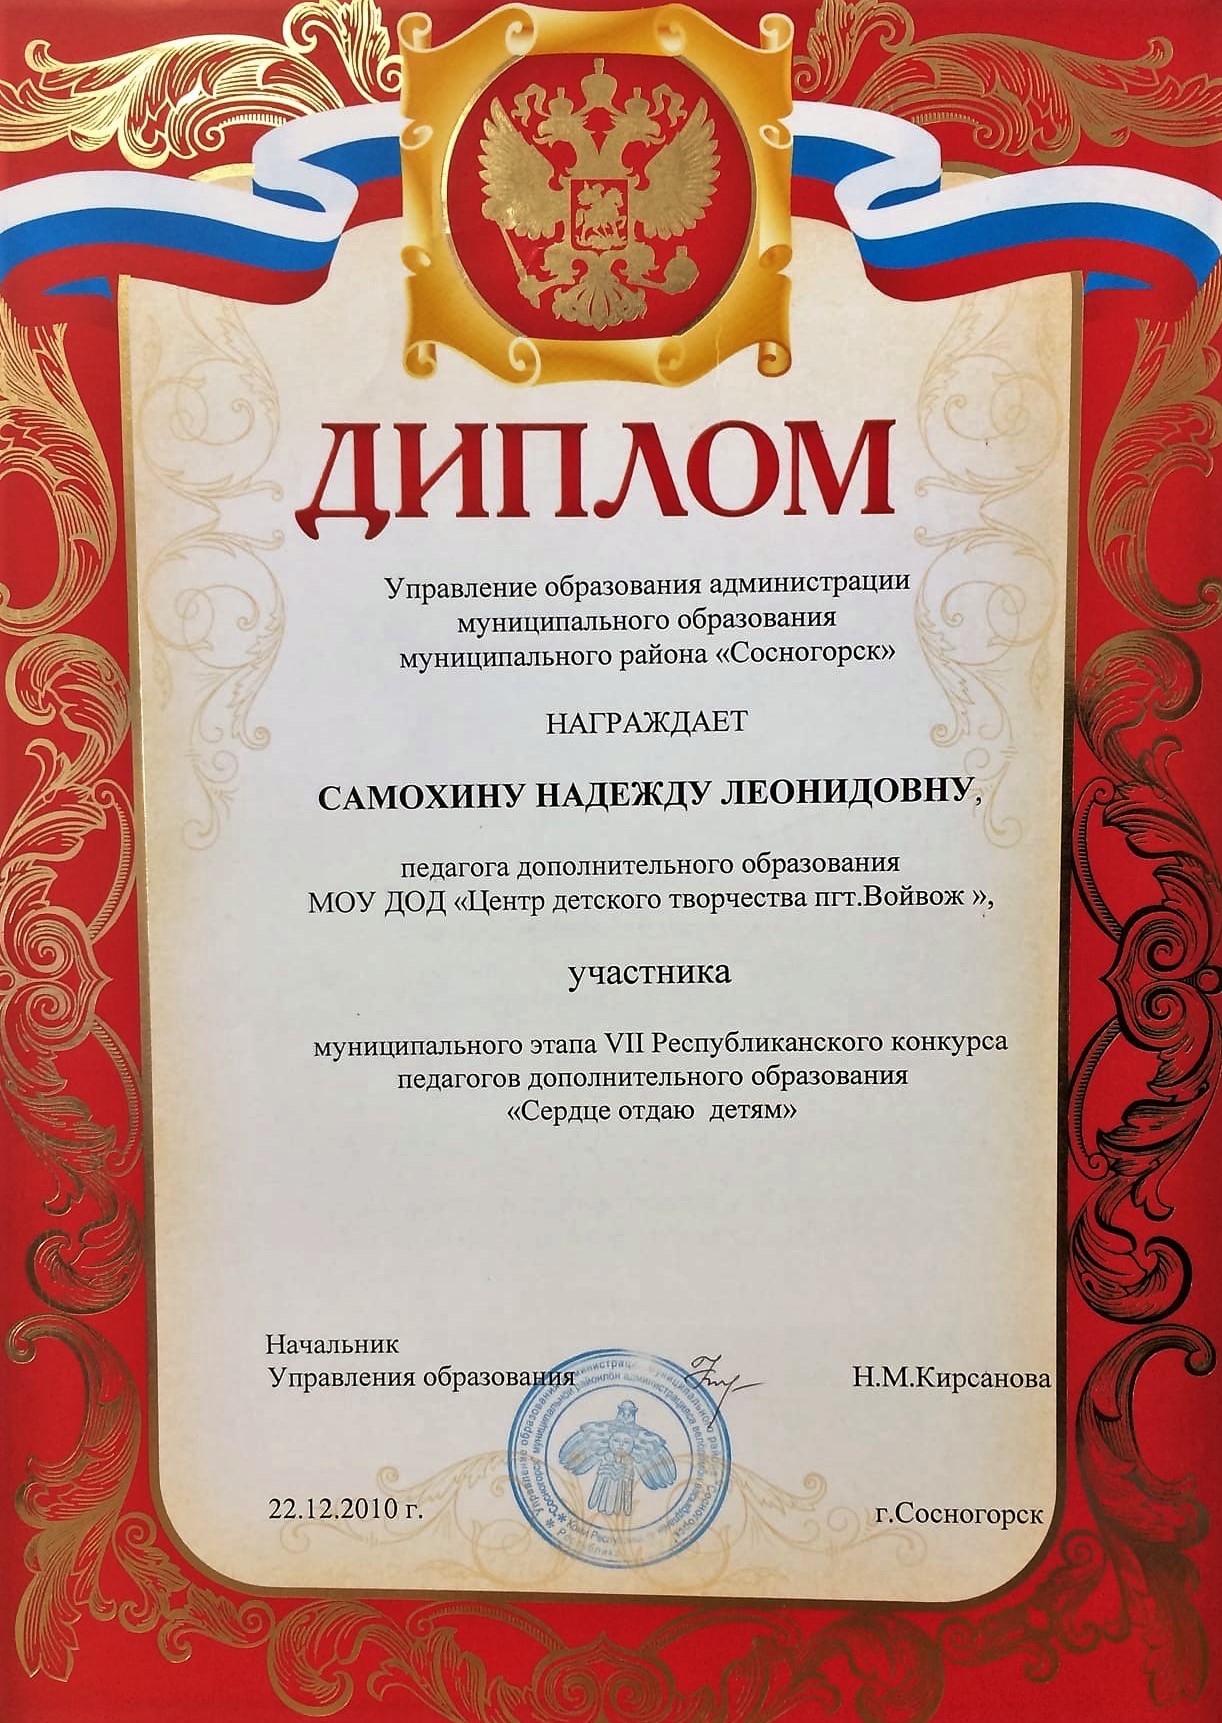 ДИПЛОМ
Управление образования администрации
муниципального образования
муниципального района «Сосногорск»
НАГРАЖДАЕТ
САМОХИНУ НАДЕЖДУ ЛЕОНИДОВНУ,
педагога дополнительного образования
МОУ ДОД «Центр детского творчества пгт.Войвож »,
участника
муниципального этапа VII Республиканского конкурса
педагогов дополнительного образования
«Сердце отдаю  детям»
Начальник
Управления образования
Н.М.Кирсанова
22.12.2010 г.
г.Сосногорск